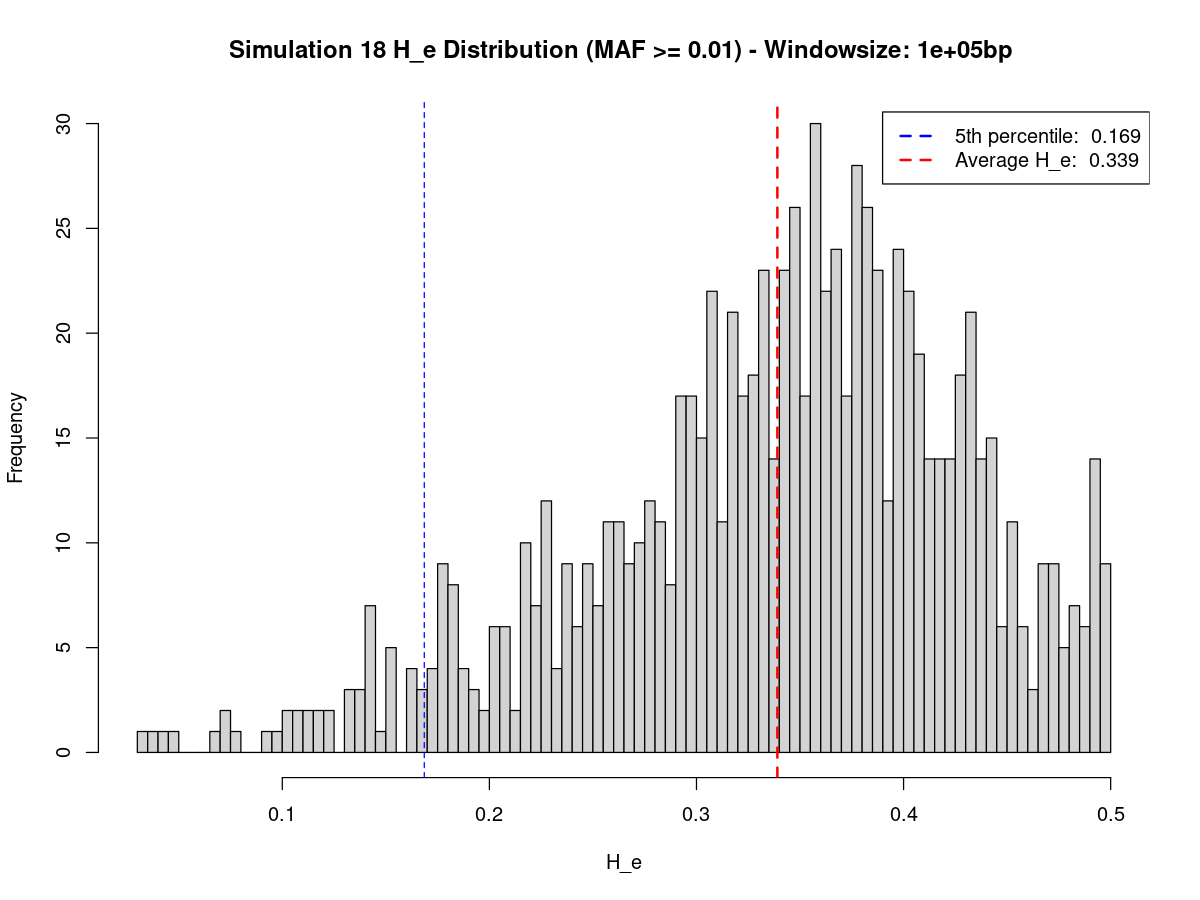 Simulation 18 H_e Distribution (MAF >= 0.01) - Windowsize: 1e+05bp
5th percentile: 0.169
Average H_e: 0.339
Frequency
30
25
20
15
10
5
0
0.1 0.2 0.3 0.4 0.5
H_e